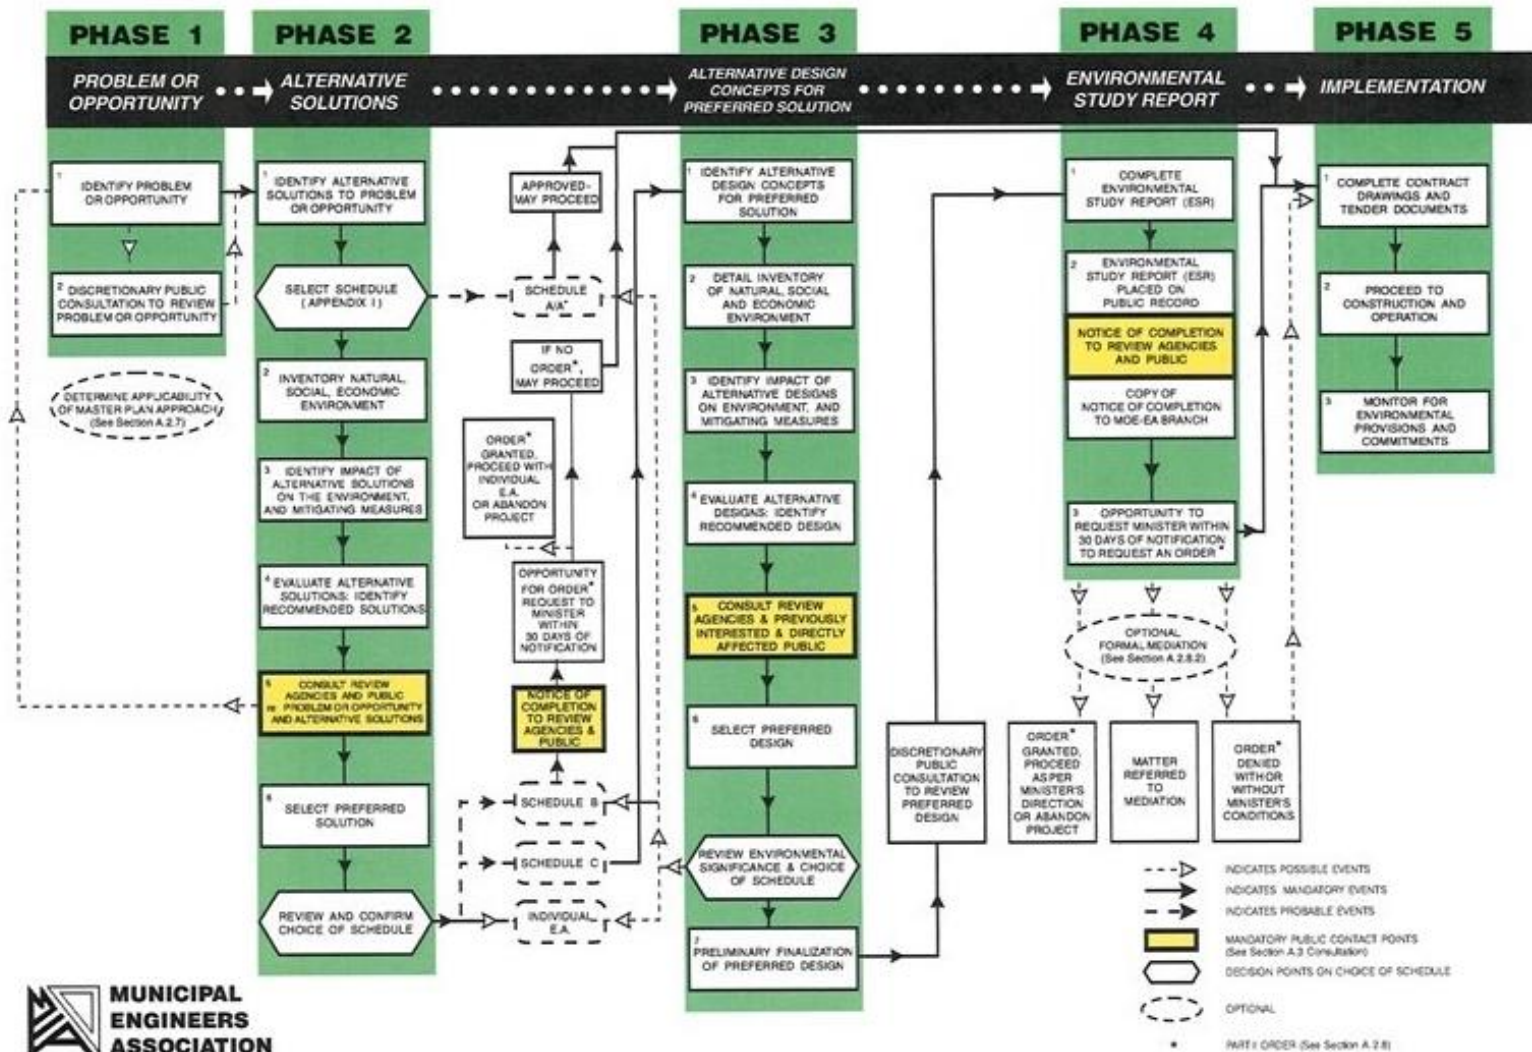 PHASE 1
PROBLEM OR
OPPORTUNITY
1
IDENTIFY PROBLEM
OR OPPORTUNITY
2 DISCRETIONARY PUBLIC
CONSULTATION TO REVIEW
PROBLEM OR OPPORTUNITY
DETERMINE APPLICABILITY
OF MASTER PLAN APPROACH
(See Section A.2.7)
PHASE 2
ALTERNATIVE
SOLUTIONS
1
IDENTIFY ALTERNATIVE
SOLUTIONS TO PROBLEM
OR OPPORTUNITY
SELECT SCHEDULE
(APPENDIX I)
2
INVENTORY NATURAL,
SOCIAL, ECONOMIC
ENVIRONMENT
3 IDENTIFY IMPACT OF
ALTERNATIVE SOLUTIONS
ON THE ENVIRONMENT,
AND MITIGATING MEASURES
4 EVALUATE ALTERNATIVE
SOLUTIONS: IDENTIFY
RECOMMENDED SOLUTIONS
5 CONSULT REVIEW
AGENCIES AND PUBLIC
re PROBLEM OR OPPORTUNITY
AND ALTERNATIVE SOLUTIONS
6
SELECT PREFERRED
SOLUTION
REVIEW AND CONFIRM
CHOICE OF SCHEDULE
APPROVED-
MAY PROCEED
SCHEDULE
A/A+
IF NO
ORDER*,
MAY PROCEED
ORDER*
GRANTED,
PROCEED WITH
INDIVIDUAL
E.A.
OR ABANDON
PROJECT
OPPORTUNITY
FOR ORDER*
REQUEST TO
MINISTER
WITHIN
30 DAYS OF
NOTIFICATION
NOTICE OF
COMPLETION
TO REVIEW
AGENCIES &
PUBLIC
SCHEDULE B
SCHEDULE C
INDIVIDUAL
E.A.
PHASE 3
ALTERNATIVE DESIGN
CONCEPTS FOR
PREFERRED SOLUTION
1 IDENTIFY ALTERNATIVE
DESIGN CONCEPTS
FOR PREFERRED
SOLUTION
2 DETAIL INVENTORY
OF NATURAL, SOCIAL
AND ECONOMIC
ENVIRONMENT
3 IDENTIFY IMPACT OF
ALTERNATIVE DESIGNS
ON ENVIRONMENT, AND
MITIGATING MEASURES
4 EVALUATE ALTERNATIVE
DESIGNS: IDENTIFY
RECOMMENDED DESIGN
5 CONSULT REVIEW
AGENCIES & PREVIOUSLY
INTERESTED & DIRECTLY
AFFECTED PUBLIC
6
SELECT PREFERRED
DESIGN
REVIEW ENVIRONMENTAL
SIGNIFICANCE & CHOICE
OF SCHEDULE
7
PRELIMINARY FINALIZATION
OF PREFERRED DESIGN
DISCRETIONARY
PUBLIC
CONSULTATION
TO REVIEW
PREFERRED
DESIGN
PHASE 4
ENVIRONMENTAL
STUDY REPORT
1
COMPLETE
ENVIRONMENTAL
STUDY REPORT (ESR)
2 ENVIRONMENTAL
STUDY REPORT (ESR)
PLACED ON
PUBLIC RECORD
NOTICE OF COMPLETION
TO REVIEW AGENCIES
AND PUBLIC
COPY OF
NOTICE OF COMPLETION
TO MOE-EA BRANCH
3 OPPORTUNITY TO
REQUEST MINISTER WITHIN
30 DAYS OF NOTIFICATION
TO REQUEST AN ORDER*
OPTIONAL
FORMAL MEDIATION
(See Section A.2.8.2)
ORDER*
GRANTED,
PROCEED
AS PER
MINISTER'S
DIRECTION
OR ABANDON
PROJECT
MATTER
REFERRED
TO
MEDIATION
ORDER*
DENIED
WITH OR
WITHOUT
MINISTER'S
CONDITIONS
PHASE 5
IMPLEMENTATION
1
COMPLETE CONTRACT
DRAWINGS AND
TENDER DOCUMENTS
2
PROCEED TO
CONSTRUCTION AND
OPERATION
3
MONITOR FOR
ENVIRONMENTAL
PROVISIONS AND
COMMITMENTS
INDICATES POSSIBLE EVENTS
INDICATES MANDATORY EVENTS
INDICATES PROBABLE EVENTS
MANDATORY PUBLIC CONTACT POINTS
(See Section A.3 Consultation)
DECISION POINTS ON CHOICE OF SCHEDULE
OPTIONAL
* PART II ORDER (See Section A.2.8)
MUNICIPAL
ENGINEERS
ASSOCIATION